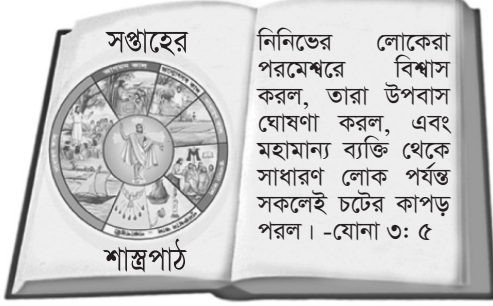 সপ্তাহের
শাস্ত্রপাঠ
নিনিভের লোকেরা
পরমেশ্বরে বিশ্বাস
করল, তারা উপবাস
ঘোষণা করল, এবং
মহামান্য ব্যক্তি থেকে
সাধারণ লোক পর্যন্ত
সকলেই চটের কাপড়
পরল। -যোনা ৩: ৫